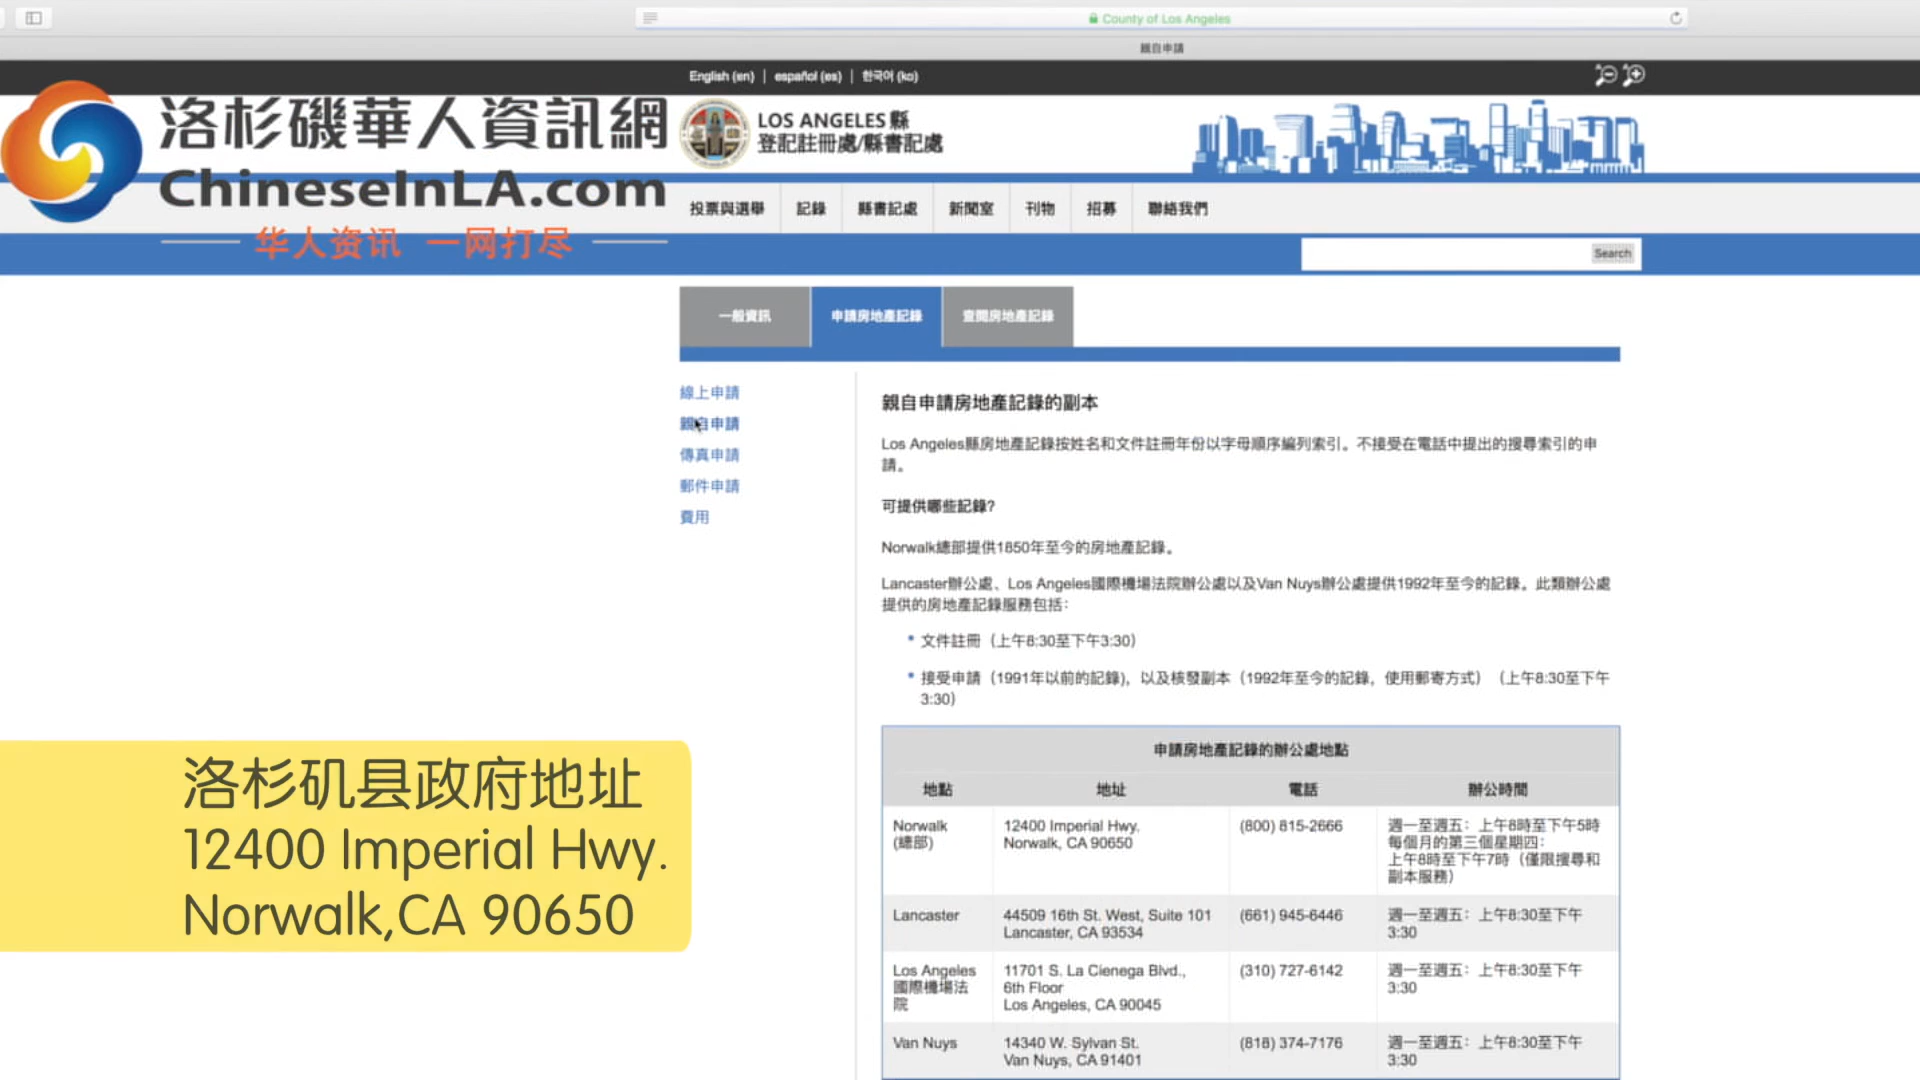 County of Los Angeles
親自申請
English (en) | español (es) | 한국어 (ko)
洛杉磯華人資訊網
ChineseInLA.com
华人资讯 一网打尽
LOS ANGELES 縣
登記註冊處/縣書記處
投票與選舉 記錄 縣書記處 新聞室 刊物 招募 聯絡我們
Search
一般資訊 申請房地產記錄 查閱房地產記錄
線上申請
親自申請
傳真申請
郵件申請
費用
親自申請房地產記錄的副本
Los Angeles縣房地產記錄按姓名和文件註冊年份以字母順序編列索引。不接受在電話中提出的搜尋索引的申
請。
可提供哪些記錄?
Norwalk總部提供1850年至今的房地產記錄。
Lancaster辦公處、Los Angeles國際機場法院辦公處以及Van Nuys辦公處提供1992年至今的記錄。此類辦公處
提供的房地產記錄服務包括：
• 文件註冊（上午8:30至下午3:30）
• 接受申請（1991年以前的記錄)，以及核發副本（1992年至今的記錄，使用郵寄方式）（上午8:30至下午
3:30）
申請房地產記錄的辦公處地點
地點 地址 電話 辦公時間
Norwalk
(總部)
12400 Imperial Hwy.
Norwalk, CA 90650
(800) 815-2666
週一至週五：上午8時至下午5時
每個月的第三個星期四：
上午8時至下午7時（僅限搜尋和
副本服務）
Lancaster
44509 16th St. West, Suite 101
Lancaster, CA 93534
(661) 945-6446
週一至週五：上午8:30至下午
3:30
Los Angeles
國際機場法
院
11701 S. La Cienega Blvd.,
6th Floor
Los Angeles, CA 90045
(310) 727-6142
週一至週五：上午8:30至下午
3:30
Van Nuys
14340 W. Sylvan St.
Van Nuys, CA 91401
(818) 374-7176
週一至週五：上午8:30至下午
3:30
洛杉矶县政府地址
12400 Imperial Hwy.
Norwalk,CA 90650